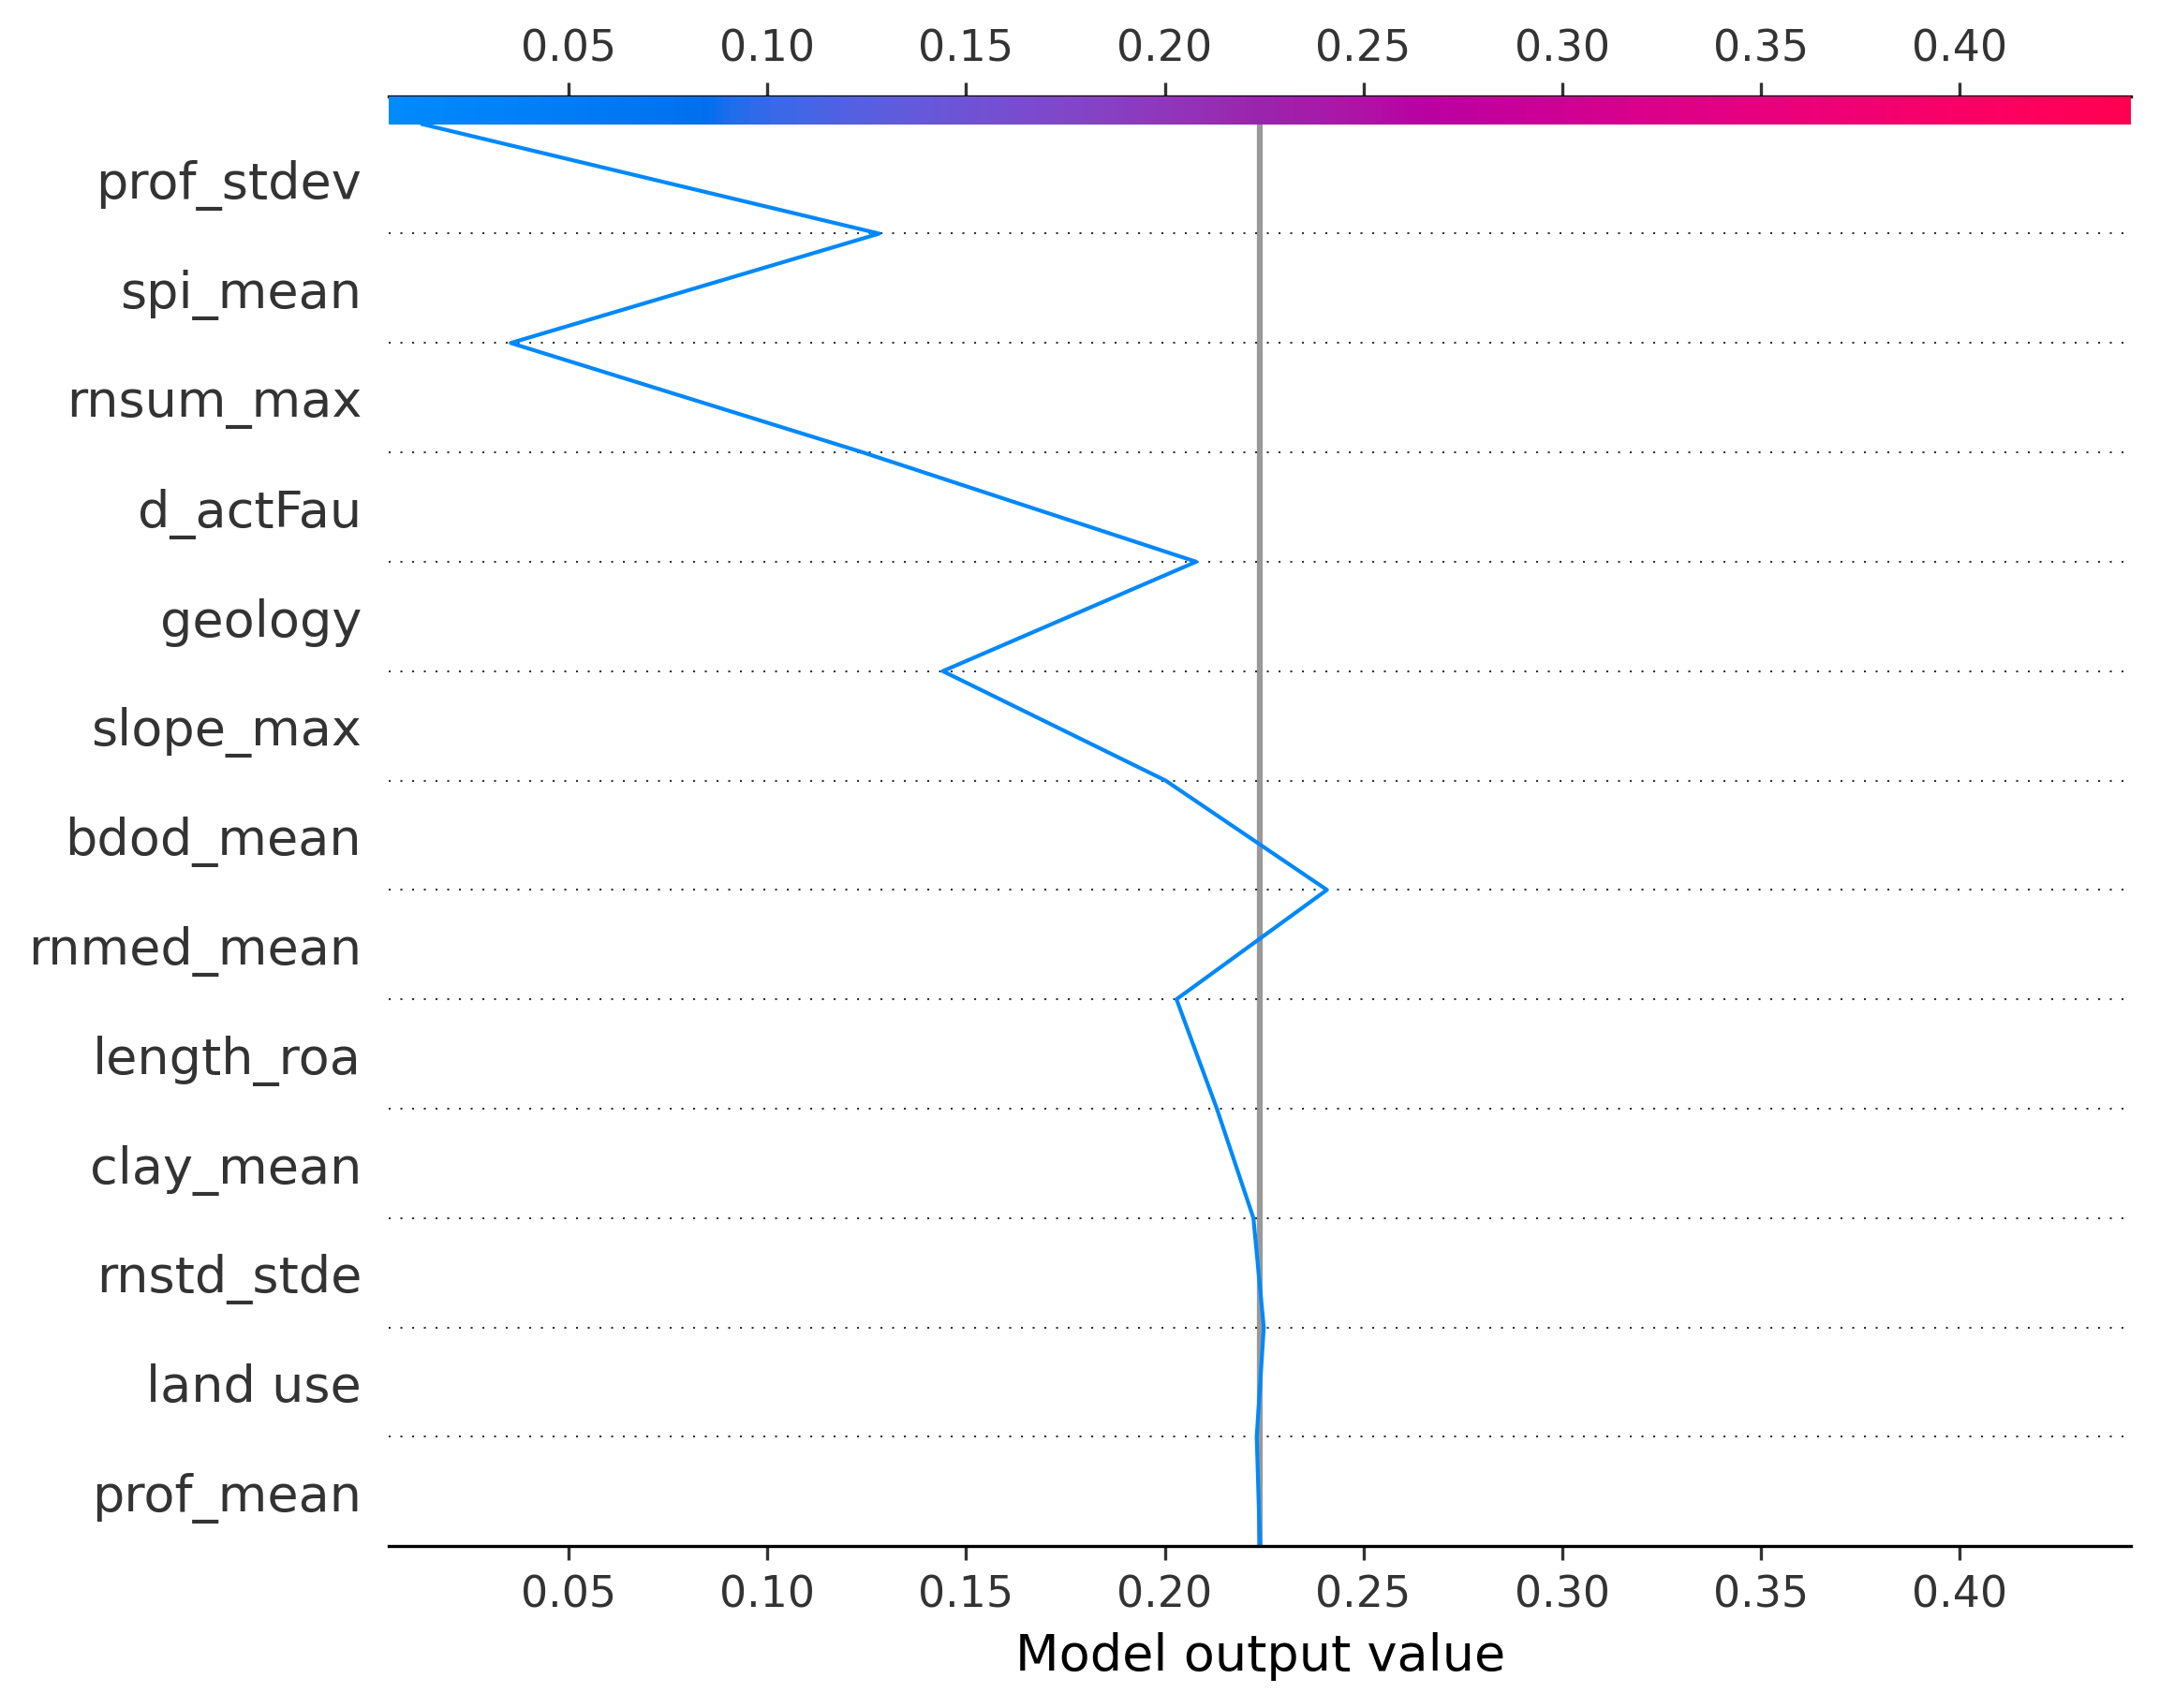 0.05 0.10 0.15 0.20 0.25 0.30 0.35 0.40
prof_stdev
spi_mean
rnsum_max
d_actFau
geology
slope_max
bdod_mean
rnmed_mean
length_roa
clay_mean
rnstd_stde
land use
prof_mean
0.05 0.10 0.15 0.20 0.25 0.30 0.35 0.40
Model output value